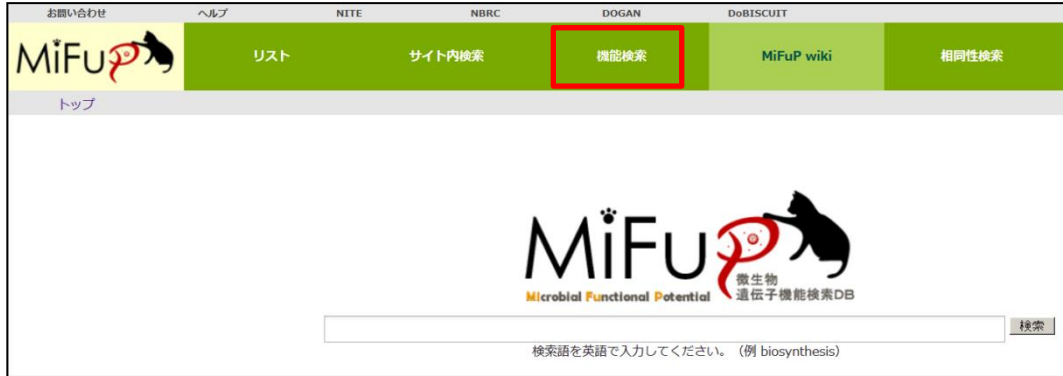 お問い合わせ ヘルプ NITE NBRC DOGAN DoBISCUIT
MiFuP リスト サイト内検索 機能検索 MiFuP wiki 相同性検索
トップ
MiFuP
微生物
遺伝子機能検索DB
MIcrobial Functional Potential
検索
検索語を英語で入力してください。(例 biosynthesis)